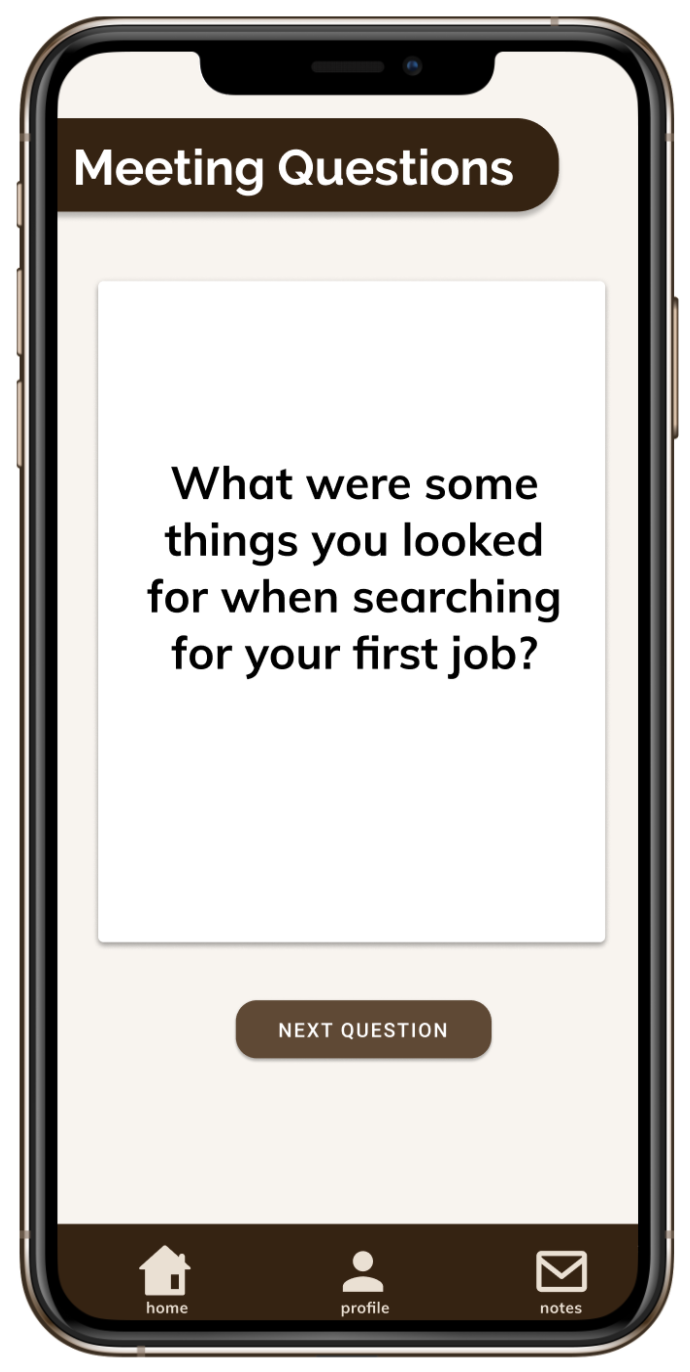 Meeting Questions
What were some
things you looked
for when searching
for your first job?
NEXT QUESTION
home
profile
notes